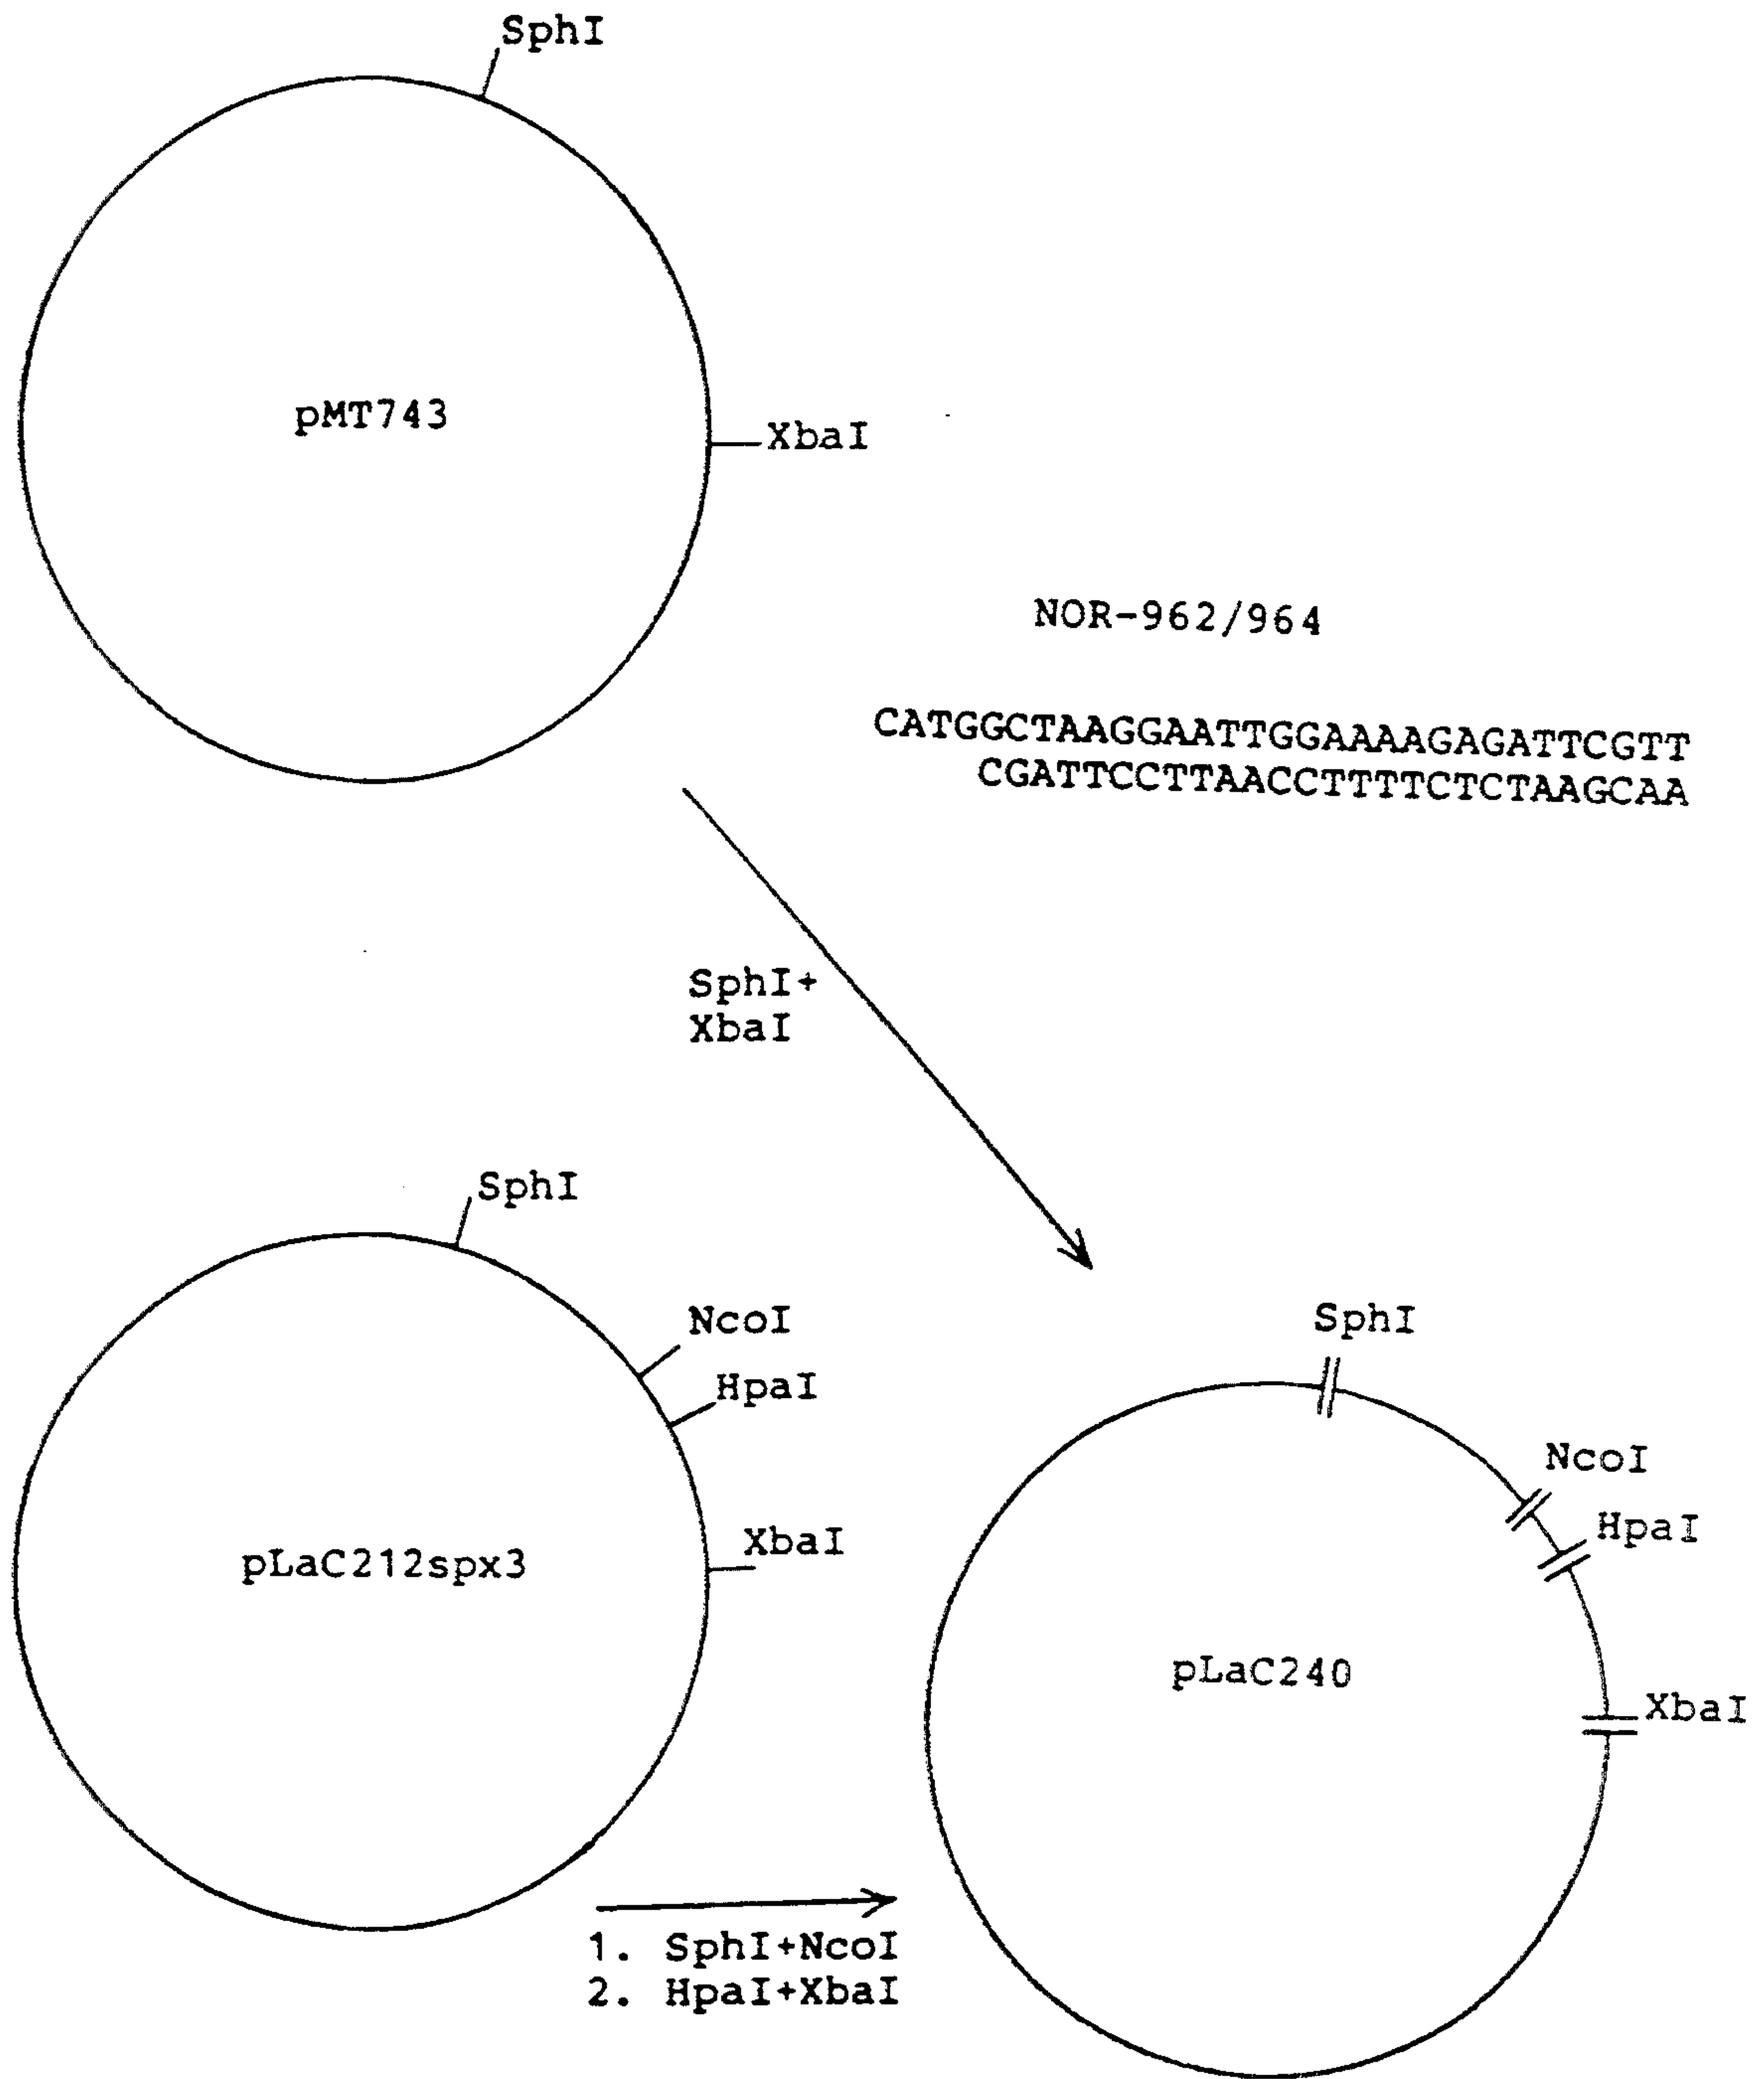 SphI
pMT743
XbaI
NOR-962/964
CATGGCTAAGGAATTGGAAAAGAGATTCGTT
CGATTCCTTAACCTTTTCTCTAAGCAA
SphI+
XbaI
SphI
NcoI
HpaI
XbaI
pLaC212spx3
SphI
NcoI
HpaI
pLaC240
XbaI
1. SphI+NcoI
2. HpaI+XbaI